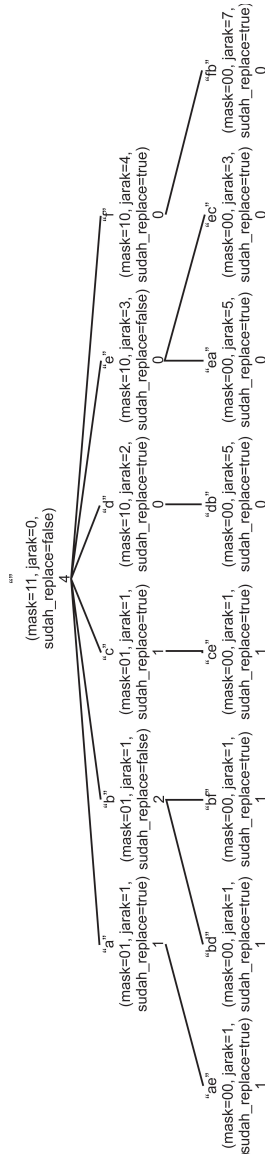 “”
(mask=11, jarak=0,
sudah_replace=false)
4
“a”
(mask=01, jarak=1,
sudah_replace=true)
1
“b”
(mask=01, jarak=1,
sudah_replace=false)
2
“c”
(mask=01, jarak=1,
sudah_replace=true)
1
“d”
(mask=10, jarak=2,
sudah_replace=true)
0
“e”
(mask=10, jarak=3,
sudah_replace=false)
0
“f”
(mask=10, jarak=4,
sudah_replace=true)
0
“ae”
(mask=00, jarak=1,
sudah_replace=true)
1
“bd”
(mask=00, jarak=1,
sudah_replace=true)
1
“bf”
(mask=00, jarak=1,
sudah_replace=true)
1
“ce”
(mask=00, jarak=1,
sudah_replace=true)
1
“db”
(mask=00, jarak=5,
sudah_replace=true)
0
“ea”
(mask=00, jarak=5,
sudah_replace=true)
0
“ec”
(mask=00, jarak=3,
sudah_replace=true)
0
“fb”
(mask=00, jarak=7,
sudah_replace=true)
0